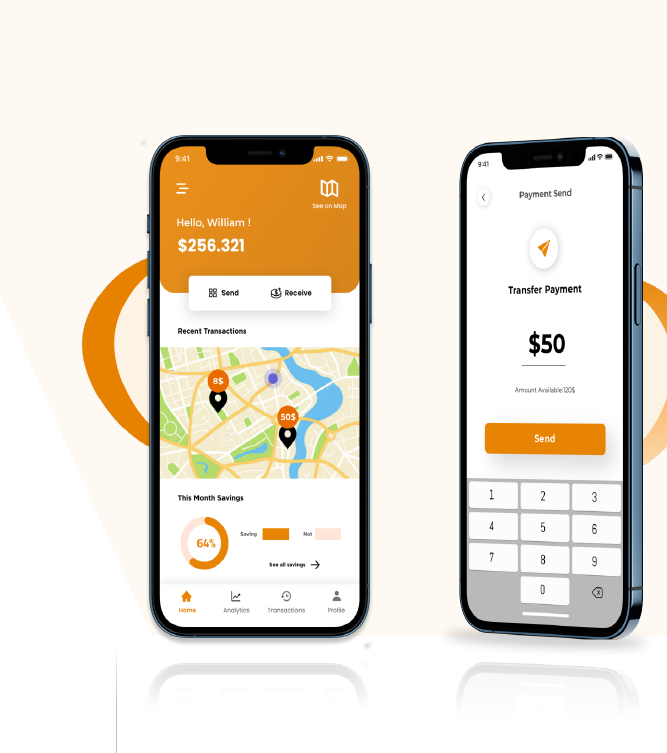 9:41
See on Map
Hello, William !
$256.321
Send
Receive
Recent Transactions
8$
50$
This Month Savings
64%
Saving
Not
See all savings
Home
Analytics
Transactions
Profile
9:41
Payment Send
Transfer Payment
$50
Amount Available:120$
Send
1 2 3
4 5 6
7 8 9
0